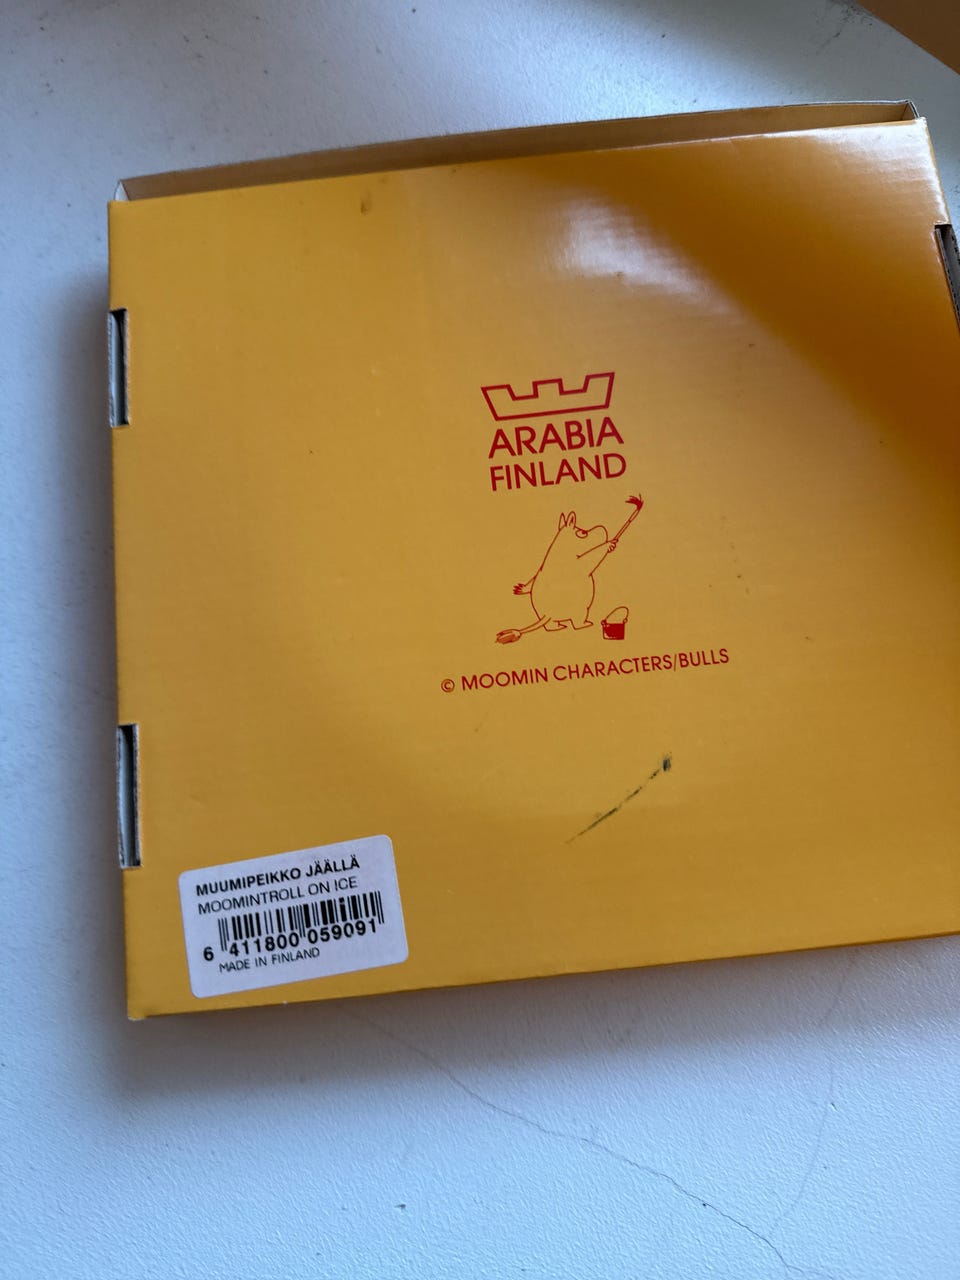 ARABIA
FINLAND
© MOOMIN CHARACTERS/BULLS
MUUMIPEIKKO JÄÄLLÄ
MOOMINTROLL ON ICE
6 411800 059091
MADE IN FINLAND